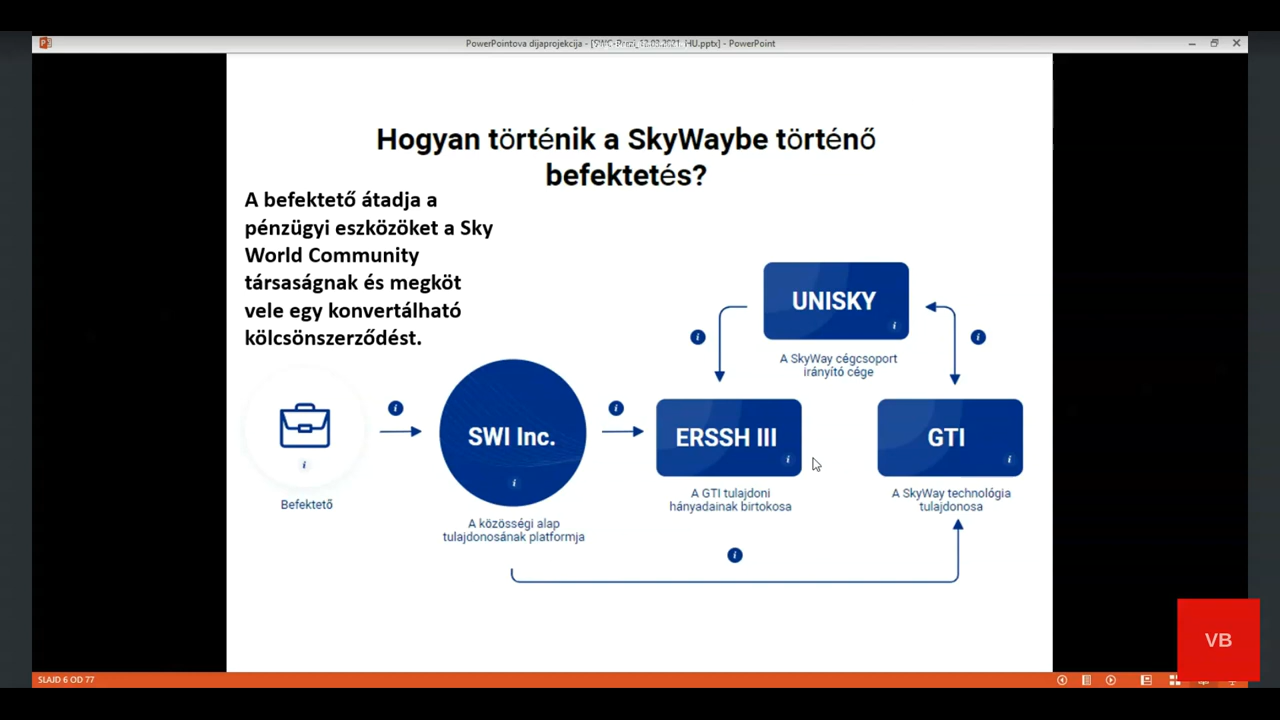 PowerPointova dijaprojekcija - [SWC-Prezi_12.03.2021. HU.pptx] - PowerPoint
Hogyan történik a SkyWaybe történő
befektetés?
A befektető átadja a
pénzügyi eszközöket a Sky
World Community
társaságnak és megköt
vele egy konvertálható
kölcsönszerződést.
UNISKY
i
i
i
A SkyWay cégcsoport
irányító cége
i
i
SWI Inc.
ERSSH III
GTI
i
i
i
i
Befektető
A GTI tulajdoni
hányadainak birtokosa
A SkyWay technológia
tulajdonosa
A közösségi alap
tulajdonosának platformja
i
VB
SLAJD 6 OD 77